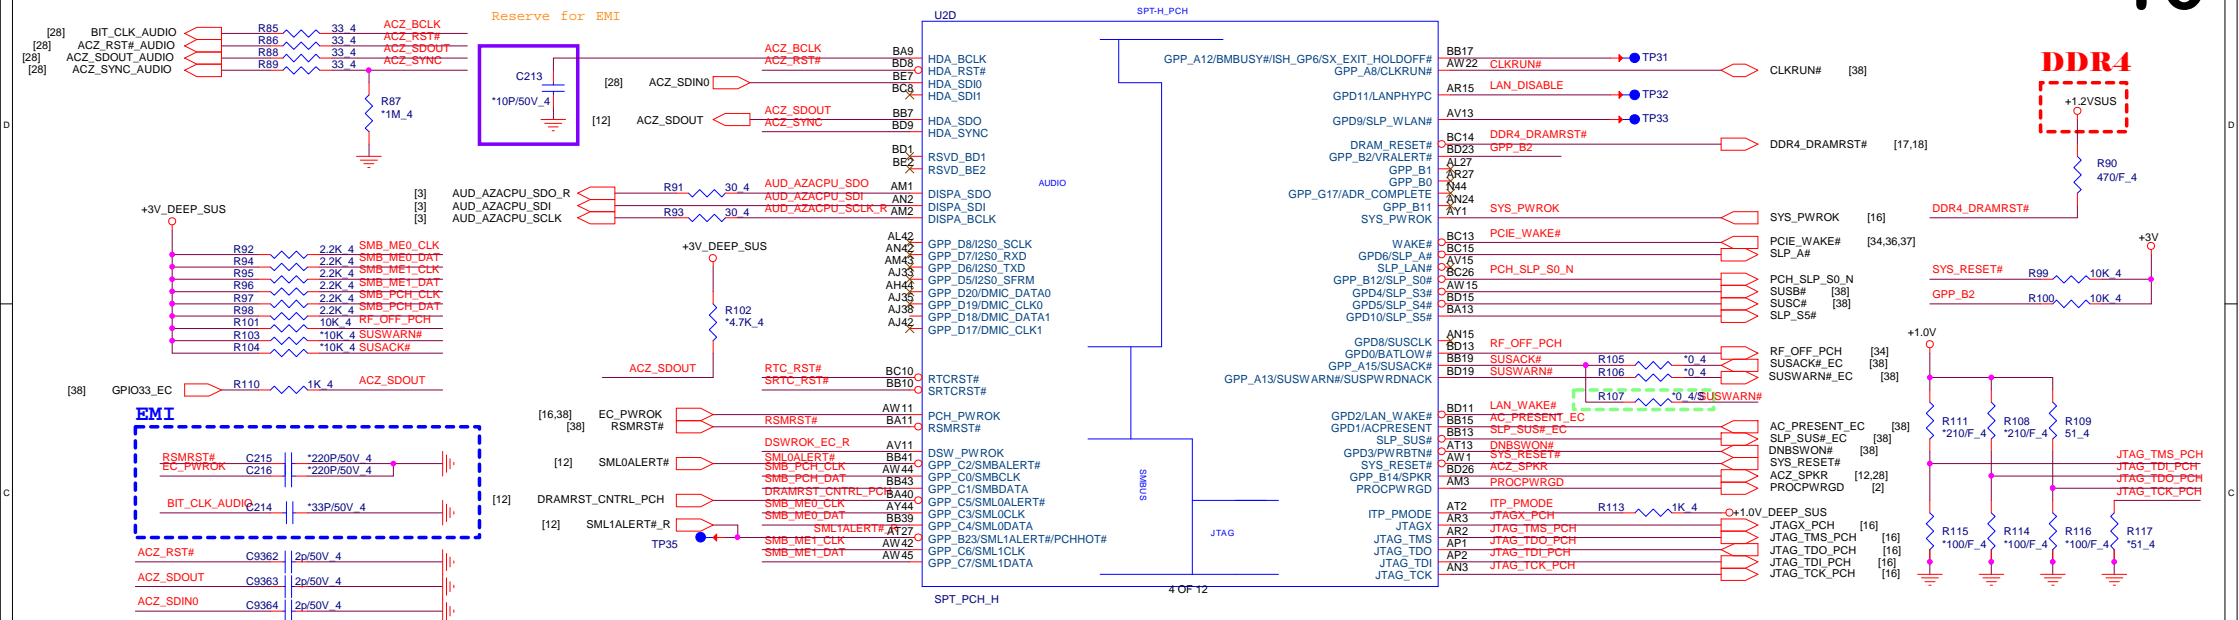 Reserve for EMI
[28] BIT_CLK_AUDIO R85 33_4 ACZ_BCLK
[28] ACZ_RST#_AUDIO R86 33_4 ACZ_RST#
[28] ACZ_SDOUT_AUDIO R88 33_4 ACZ_SDOUT
[28] ACZ_SYNC_AUDIO R89 33_4 ACZ_SYNC
R87
*1M_4
C213
*10P/50V_4
[28] ACZ_SDIN0
[12] ACZ_SDOUT
[3] AUD_AZACPU_SDO_R R91 30_4 AUD_AZACPU_SDO
[3] AUD_AZACPU_SDI AUD_AZACPU_SDI
[3] AUD_AZACPU_SCLK R93 30_4 AUD_AZACPU_SCLK_R
+3V_DEEP_SUS
R92 2.2K_4 SMB_ME0_CLK
R94 2.2K_4 SMB_ME0_DAT
R95 2.2K_4 SMB_ME1_CLK
R96 2.2K_4 SMB_ME1_DAT
R97 2.2K_4 SMB_PCH_CLK
R98 2.2K_4 SMB_PCH_DAT
R101 10K_4 RF_OFF_PCH
R103 *10K_4 SUSWARN#
R104 *10K_4 SUSACK#
[38] GPIO33_EC R110 1K_4 ACZ_SDOUT
EMI
RSMRST# C215 *220P/50V_4
EC_PWROK C216 *220P/50V_4
BIT_CLK_AUDIO C214 *33P/50V_4
ACZ_RST# C9362 2p/50V_4
ACZ_SDOUT C9363 2p/50V_4
ACZ_SDIN0 C9364 2p/50V_4
+3V_DEEP_SUS
R102
*4.7K_4
ACZ_SDOUT
[16,38] EC_PWROK
[38] RSMRST#
[12] SML0ALERT#
[12] DRAMRST_CNTRL_PCH
[12] SML1ALERT#_R
TP35
U2D
SPT-H_PCH
ACZ_BCLK BA9 HDA_BCLK
ACZ_RST# BD8 HDA_RST#
BE7 HDA_SDI0
BC8 HDA_SDI1
ACZ_SDOUT BB7 HDA_SDO
ACZ_SYNC BD9 HDA_SYNC
BD1 RSVD_BD1
BE2 RSVD_BE2
AM1 DISPA_SDO
AN2 DISPA_SDI
AM2 DISPA_BCLK
AL42 GPP_D8/I2S0_SCLK
AN42 GPP_D7/I2S0_RXD
AM43 GPP_D6/I2S0_TXD
AJ33 GPP_D5/I2S0_SFRM
AH44 GPP_D20/DMIC_DATA0
AJ35 GPP_D19/DMIC_CLK0
AJ38 GPP_D18/DMIC_DATA1
AJ42 GPP_D17/DMIC_CLK1
RTC_RST# BC10 RTCRST#
SRTC_RST# BB10 SRTCRST#
AW11 PCH_PWROK
RSMRST# BA11 RSMRST#
DSWROK_EC_R AV11 DSW_PWROK
SML0ALERT# BB41 GPP_C2/SMBALERT#
SMB_PCH_CLK AW44 GPP_C0/SMBCLK
SMB_PCH_DAT BB43 GPP_C1/SMBDATA
DRAMRST_CNTRL_PCH BA40 GPP_C5/SML0ALERT#
SMB_ME0_CLK AY44 GPP_C3/SML0CLK
SMB_ME0_DAT BB39 GPP_C4/SML0DATA
SML1ALERT# AT27 GPP_B23/SML1ALERT#/PCHHOT#
SMB_ME1_CLK AW42 GPP_C6/SML1CLK
SMB_ME1_DAT AW45 GPP_C7/SML1DATA
AUDIO
SMBUS
JTAG
SPT_PCH_H
4 OF 12
GPP_A12/BMBUSY#/ISH_GP6/SX_EXIT_HOLDOFF# BB17 TP31
GPP_A8/CLKRUN# AW22 CLKRUN# CLKRUN# [38]
GPD11/LANPHYPC AR15 LAN_DISABLE TP32
GPD9/SLP_WLAN# AV13 TP33
DRAM_RESET# BC14 DDR4_DRAMRST# DDR4_DRAMRST# [17,18]
GPP_B2/VRALERT# BD23 GPP_B2
GPP_B1 AL27
GPP_B0 AR27
GPP_G17/ADR_COMPLETE N44
GPP_B11 AN24
SYS_PWROK AY1 SYS_PWROK SYS_PWROK [16]
WAKE# BC13 PCIE_WAKE# PCIE_WAKE# [34,36,37]
GPD6/SLP_A# BC15 SLP_A#
SLP_LAN# AV15
GPP_B12/SLP_S0# BC26 PCH_SLP_S0_N PCH_SLP_S0_N
GPD4/SLP_S3# AW15 SUSB# [38]
GPD5/SLP_S4# BD15 SUSC# [38]
GPD10/SLP_S5# BA13 SLP_S5#
GPD8/SUSCLK AN15
GPD0/BATLOW# BD13 RF_OFF_PCH RF_OFF_PCH [34]
GPP_A15/SUSACK# BB19 SUSACK# R105 *0_4 SUSACK#_EC [38]
GPP_A13/SUSWARN#/SUSPWRDNACK BD19 SUSWARN# R106 *0_4 SUSWARN#_EC [38]
R107 *0_4/S SUSWARN#
GPD2/LAN_WAKE# BD11 LAN_WAKE#
GPD1/ACPRESENT BB15 AC_PRESENT_EC AC_PRESENT_EC [38]
SLP_SUS# BB13 SLP_SUS#_EC SLP_SUS#_EC [38]
GPD3/PWRBTN# AT13 DNBSWON# DNBSWON# [38]
SYS_RESET# AW1 SYS_RESET# SYS_RESET#
GPP_B14/SPKR BD26 ACZ_SPKR ACZ_SPKR [12,28]
PROCPWRGD AM3 PROCPWRGD PROCPWRGD [2]
ITP_PMODE AT2 ITP_PMODE R113 1K_4 +1.0V_DEEP_SUS
JTAGX AR3 JTAGX_PCH JTAGX_PCH [16]
JTAG_TMS AR2 JTAG_TMS_PCH JTAG_TMS_PCH [16]
JTAG_TDO AP1 JTAG_TDO_PCH JTAG_TDO_PCH [16]
JTAG_TDI AP2 JTAG_TDI_PCH JTAG_TDI_PCH [16]
JTAG_TCK AN3 JTAG_TCK_PCH JTAG_TCK_PCH [16]
DDR4
+1.2VSUS
R90
470/F_4
DDR4_DRAMRST#
+3V
SYS_RESET# R99 10K_4
GPP_B2 R100 10K_4
+1.0V
R111 R108 R109
*210/F_4 *210/F_4 51_4
JTAG_TMS_PCH
JTAG_TDI_PCH
JTAG_TDO_PCH
JTAG_TCK_PCH
R115 R114 R116 R117
*100/F_4 *100/F_4 *100/F_4 *51_4
D
C
D
C